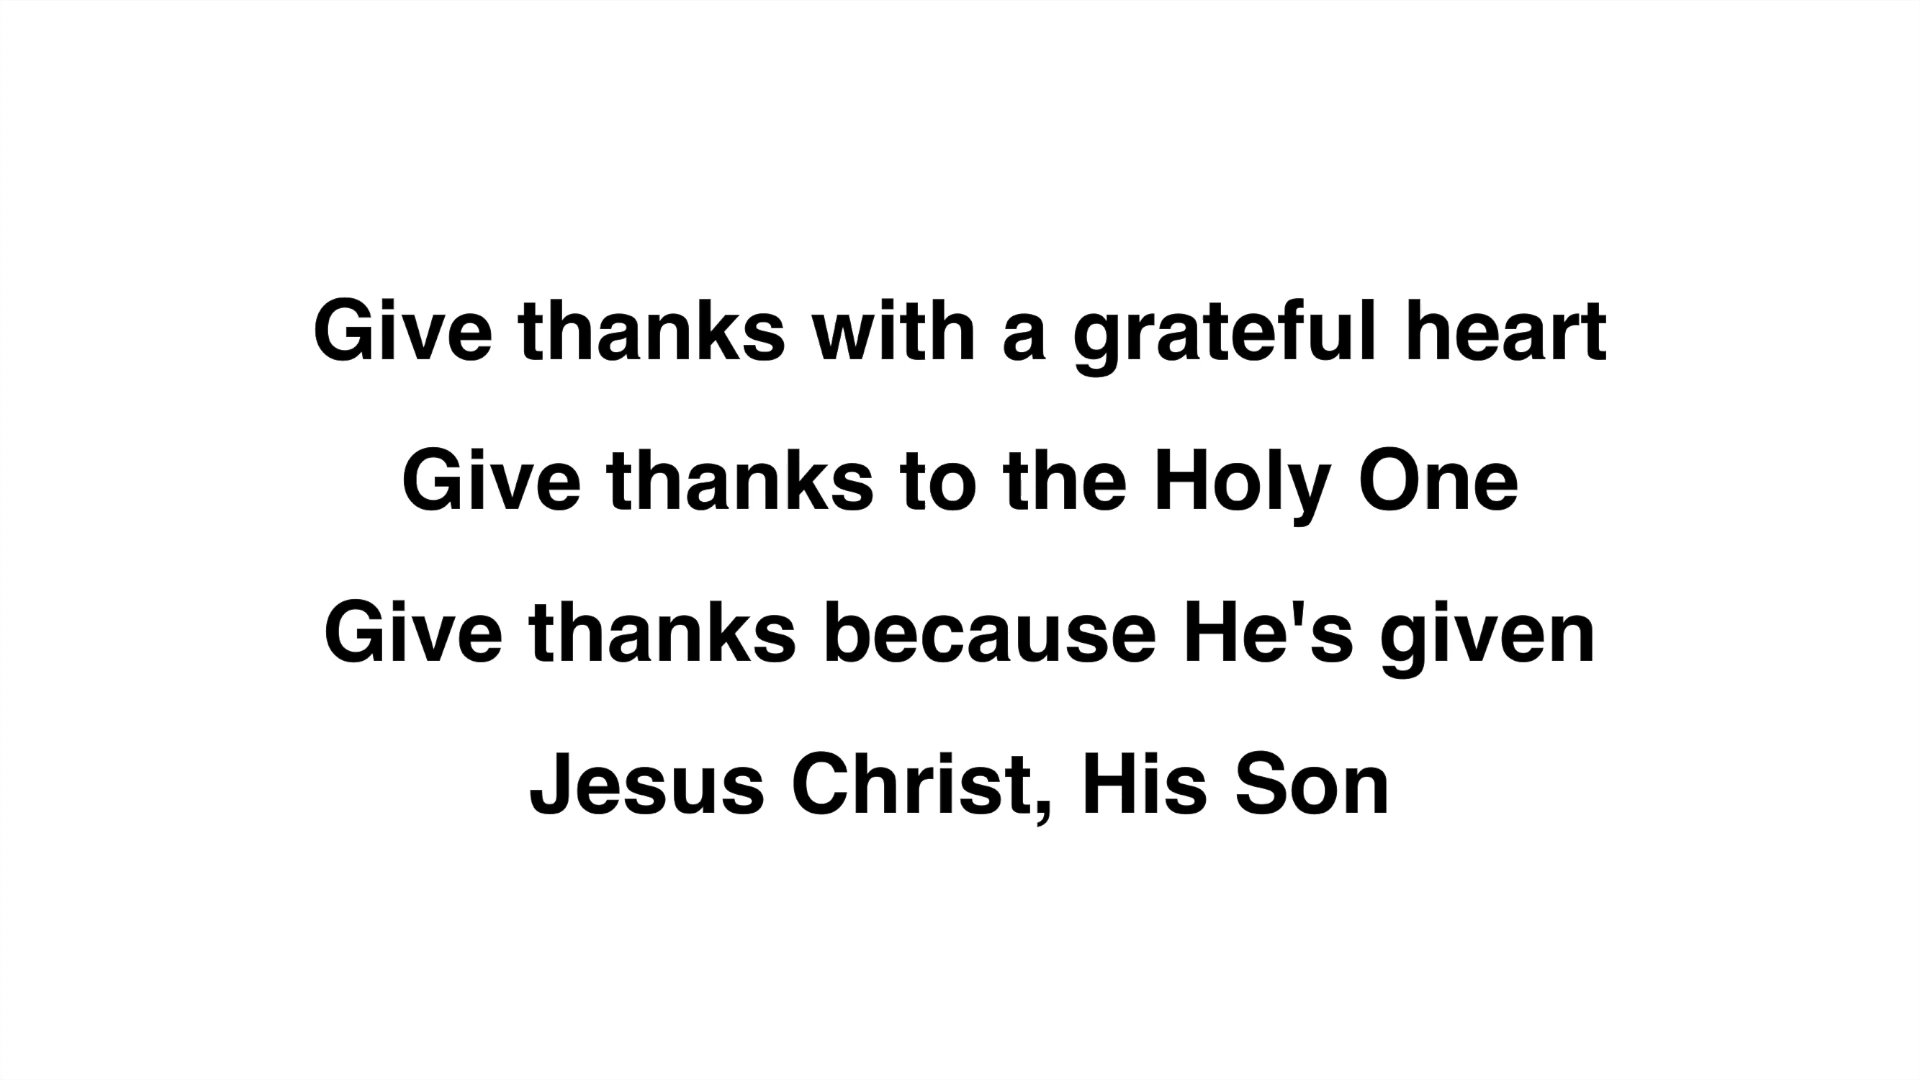 Give thanks with a grateful heart
Give thanks to the Holy One
Give thanks because He's given
Jesus Christ, His Son